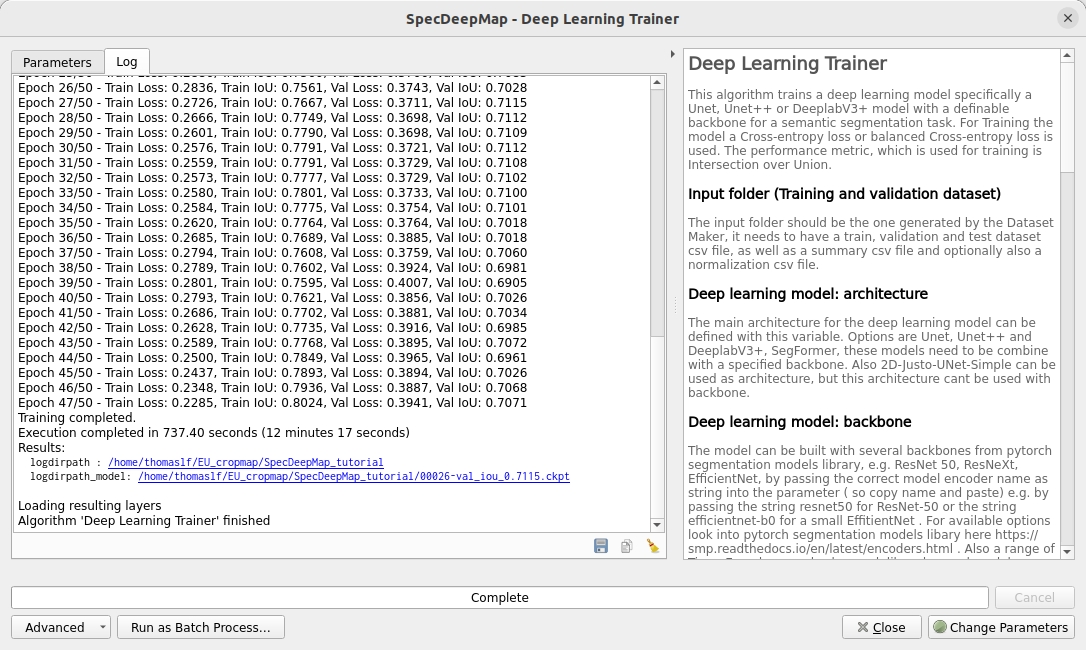 SpecDeepMap - Deep Learning Trainer
Parameters
Log
Epoch 26/50 - Train Loss: 0.2836, Train IoU: 0.7561, Val Loss: 0.3743, Val IoU: 0.7028
Epoch 27/50 - Train Loss: 0.2726, Train IoU: 0.7667, Val Loss: 0.3711, Val IoU: 0.7115
Epoch 28/50 - Train Loss: 0.2666, Train IoU: 0.7749, Val Loss: 0.3698, Val IoU: 0.7112
Epoch 29/50 - Train Loss: 0.2601, Train IoU: 0.7790, Val Loss: 0.3698, Val IoU: 0.7109
Epoch 30/50 - Train Loss: 0.2576, Train IoU: 0.7791, Val Loss: 0.3721, Val IoU: 0.7112
Epoch 31/50 - Train Loss: 0.2559, Train IoU: 0.7791, Val Loss: 0.3729, Val IoU: 0.7108
Epoch 32/50 - Train Loss: 0.2573, Train IoU: 0.7777, Val Loss: 0.3729, Val IoU: 0.7102
Epoch 33/50 - Train Loss: 0.2580, Train IoU: 0.7801, Val Loss: 0.3733, Val IoU: 0.7100
Epoch 34/50 - Train Loss: 0.2584, Train IoU: 0.7775, Val Loss: 0.3754, Val IoU: 0.7101
Epoch 35/50 - Train Loss: 0.2620, Train IoU: 0.7764, Val Loss: 0.3764, Val IoU: 0.7018
Epoch 36/50 - Train Loss: 0.2685, Train IoU: 0.7689, Val Loss: 0.3885, Val IoU: 0.7018
Epoch 37/50 - Train Loss: 0.2794, Train IoU: 0.7608, Val Loss: 0.3759, Val IoU: 0.7060
Epoch 38/50 - Train Loss: 0.2789, Train IoU: 0.7602, Val Loss: 0.3924, Val IoU: 0.6981
Epoch 39/50 - Train Loss: 0.2801, Train IoU: 0.7595, Val Loss: 0.4007, Val IoU: 0.6905
Epoch 40/50 - Train Loss: 0.2793, Train IoU: 0.7621, Val Loss: 0.3856, Val IoU: 0.7026
Epoch 41/50 - Train Loss: 0.2686, Train IoU: 0.7702, Val Loss: 0.3881, Val IoU: 0.7034
Epoch 42/50 - Train Loss: 0.2628, Train IoU: 0.7735, Val Loss: 0.3916, Val IoU: 0.6985
Epoch 43/50 - Train Loss: 0.2589, Train IoU: 0.7768, Val Loss: 0.3895, Val IoU: 0.7072
Epoch 44/50 - Train Loss: 0.2500, Train IoU: 0.7849, Val Loss: 0.3965, Val IoU: 0.6961
Epoch 45/50 - Train Loss: 0.2437, Train IoU: 0.7893, Val Loss: 0.3894, Val IoU: 0.7026
Epoch 46/50 - Train Loss: 0.2348, Train IoU: 0.7936, Val Loss: 0.3887, Val IoU: 0.7068
Epoch 47/50 - Train Loss: 0.2285, Train IoU: 0.8024, Val Loss: 0.3941, Val IoU: 0.7071
Training completed.
Execution completed in 737.40 seconds (12 minutes 17 seconds)
Results:
logdirpath : /home/thomaslf/EU_cropmap/SpecDeepMap_tutorial
logdirpath_model: /home/thomaslf/EU_cropmap/SpecDeepMap_tutorial/00026-val_iou_0.7115.ckpt
Loading resulting layers
Algorithm 'Deep Learning Trainer' finished
Deep Learning Trainer
This algorithm trains a deep learning model specifically a
Unet, Unet++ or DeeplabV3+ model with a definable
backbone for a semantic segmentation task. For Training the
model a Cross-entropy loss or balanced Cross-entropy loss is
used. The performance metric, which is used for training is
Intersection over Union.
Input folder (Training and validation dataset)
The input folder should be the one generated by the Dataset
Maker, it needs to have a train, validation and test dataset
csv file, as well as a summary csv file and optionally also a
normalization csv file.
Deep learning model: architecture
The main architecture for the deep learning model can be
defined with this variable. Options are Unet, Unet++ and
DeeplabV3+, SegFormer, these models need to be combine
with a specified backbone. Also 2D-Justo-UNet-Simple can be
used as architecture, but this architecture cant be used with
backbone.
Deep learning model: backbone
The model can be built with several backbones from pytorch
segmentation models library, e.g. ResNet 50, ResNeXt,
EfficientNet, by passing the correct model encoder name as
string into the parameter ( so copy name and paste) e.g. by
passing the string resnet50 for ResNet-50 or the string
efficientnet-b0 for a small EffitientNet . For available options
look into pytorch segmentation models libary here https://
smp.readthedocs.io/en/latest/encoders.html . Also a range of
Complete
Cancel
Advanced
Run as Batch Process...
Close
Change Parameters